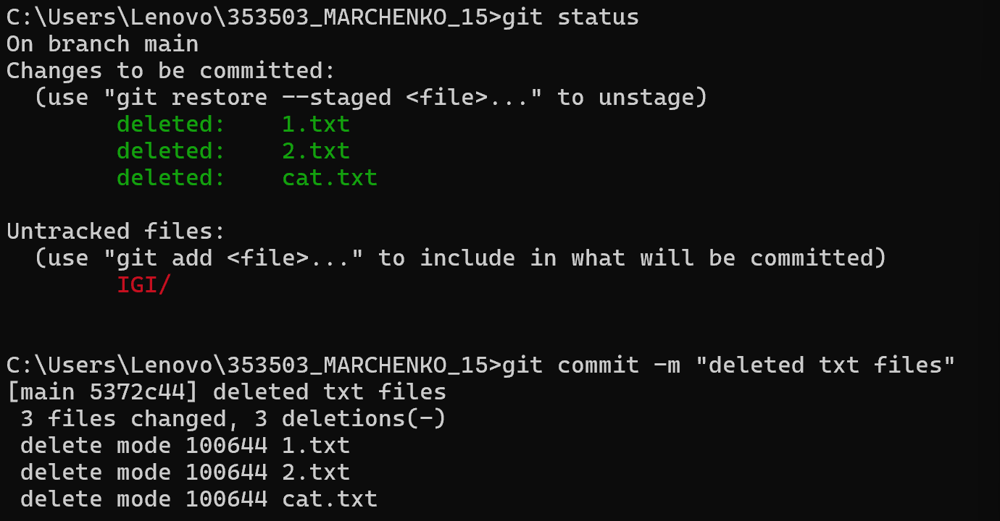 C:\Users\Lenovo\353503_MARCHENKO_15>git status
On branch main
Changes to be committed:
  (use "git restore --staged <file>..." to unstage)
        deleted:    1.txt
        deleted:    2.txt
        deleted:    cat.txt

Untracked files:
  (use "git add <file>..." to include in what will be committed)
        IGI/


C:\Users\Lenovo\353503_MARCHENKO_15>git commit -m "deleted txt files"
[main 5372c44] deleted txt files
 3 files changed, 3 deletions(-)
 delete mode 100644 1.txt
 delete mode 100644 2.txt
 delete mode 100644 cat.txt